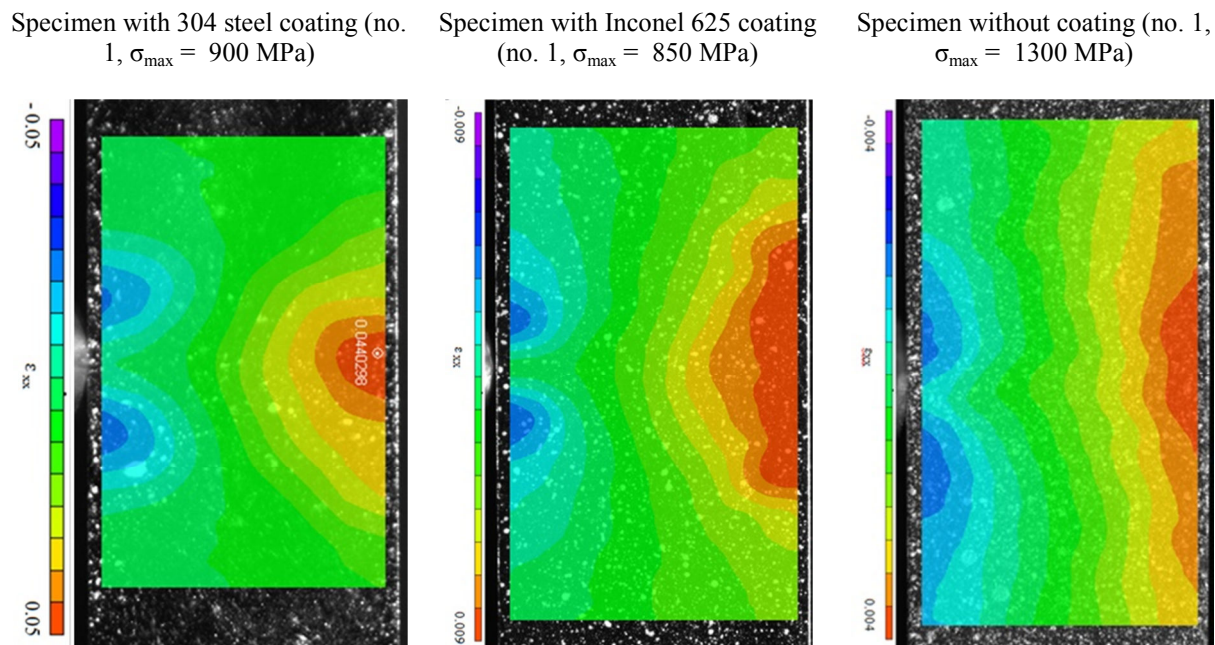 Specimen with 304 steel coating (no.
1, σmax = 900 MPa)
Specimen with Inconel 625 coating
(no. 1, σmax = 850 MPa)
Specimen without coating (no. 1,
σmax = 1300 MPa)
-0.05
ε xx
0.05
0.0440298
-0.009
ε xx
0.009
-0.004
εxx
0.004